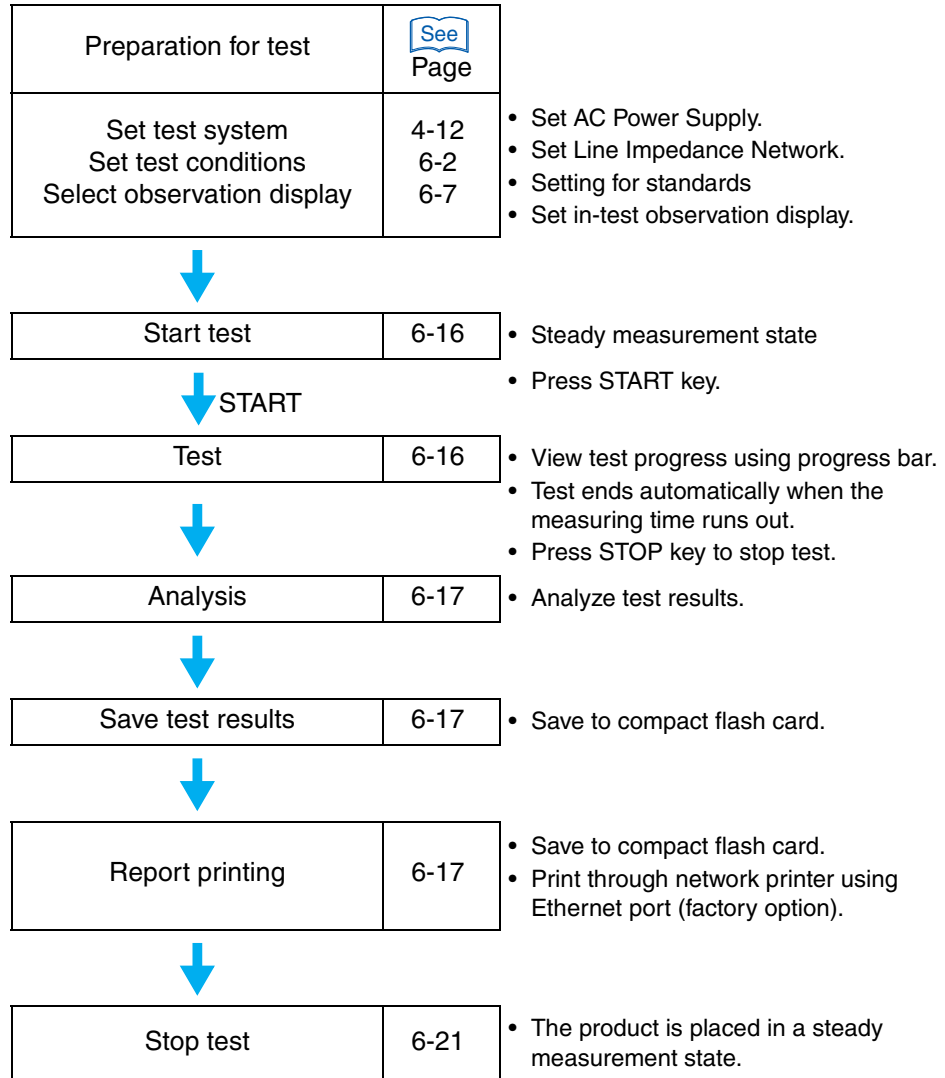 Preparation for test
See
Page
Set test system 4-12
Set test conditions 6-2
Select observation display 6-7
• Set AC Power Supply.
• Set Line Impedance Network.
• Setting for standards
• Set in-test observation display.
Start test 6-16
• Steady measurement state
• Press START key.
START
Test 6-16
• View test progress using progress bar.
• Test ends automatically when the
measuring time runs out.
• Press STOP key to stop test.
Analysis 6-17
• Analyze test results.
Save test results 6-17
• Save to compact flash card.
Report printing 6-17
• Save to compact flash card.
• Print through network printer using
Ethernet port (factory option).
Stop test 6-21
• The product is placed in a steady
measurement state.